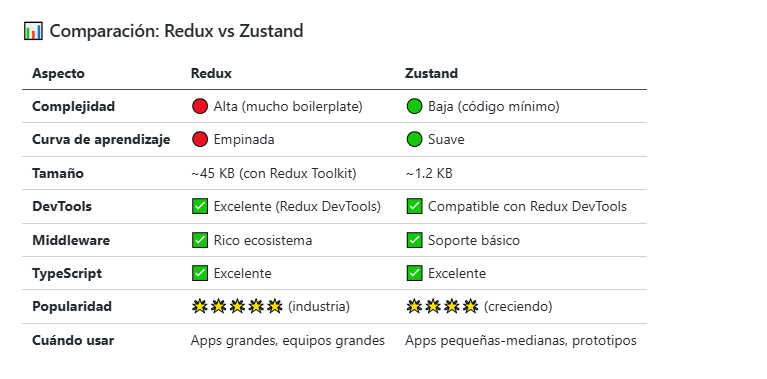 📊 Comparación: Redux vs Zustand
Aspecto Redux Zustand
Complejidad 🔴 Alta (mucho boilerplate) 🟢 Baja (código mínimo)
Curva de aprendizaje 🔴 Empinada 🟢 Suave
Tamaño ~45 KB (con Redux Toolkit) ~1.2 KB
DevTools ✅ Excelente (Redux DevTools) ✅ Compatible con Redux DevTools
Middleware ✅ Rico ecosistema ✅ Soporte básico
TypeScript ✅ Excelente ✅ Excelente
Popularidad 🌟🌟🌟🌟🌟 (industria) 🌟🌟🌟🌟 (creciendo)
Cuándo usar Apps grandes, equipos grandes Apps pequeñas-medianas, prototipos